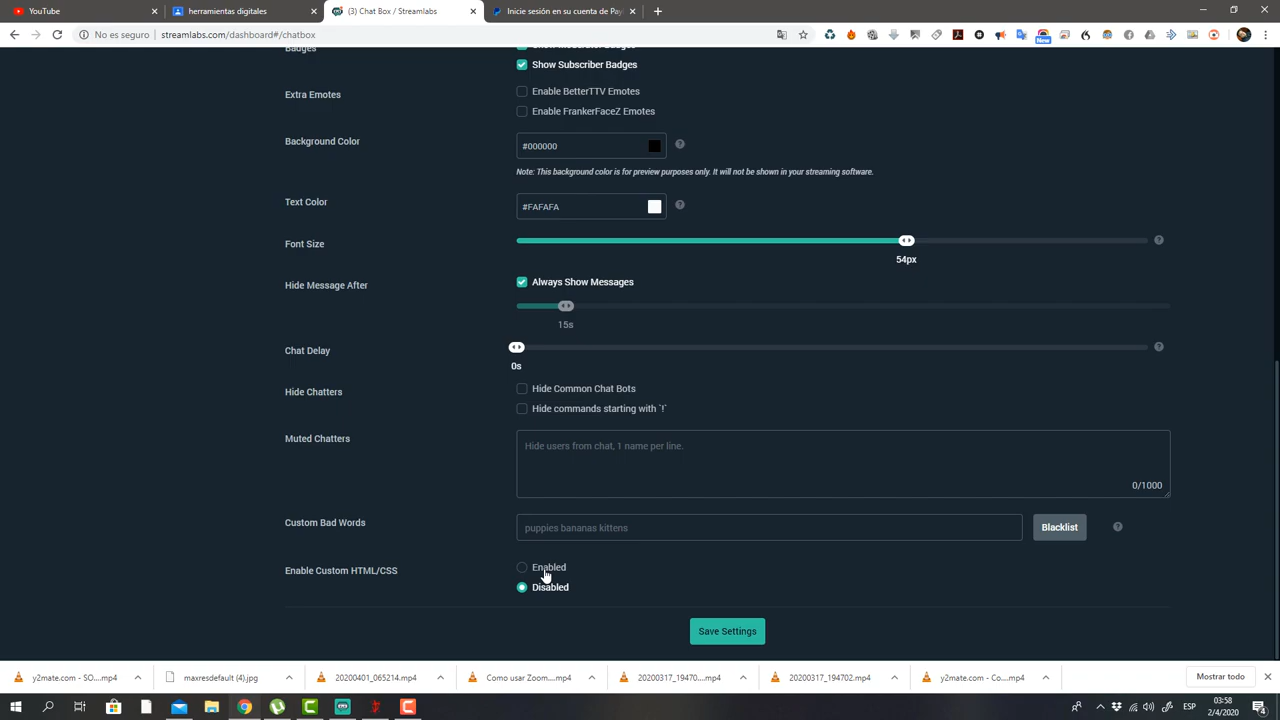 YouTube
herramientas digitales
(3) Chat Box / Streamlabs
Inicie sesión en su cuenta de Pay
No es seguro
streamlabs.com/dashboard#/chatbox
New
Badges
Show Moderator Badges
Show Subscriber Badges
Extra Emotes
Enable BetterTTV Emotes
Enable FrankerFaceZ Emotes
Background Color
#000000
Note: This background color is for preview purposes only. It will not be shown in your streaming software.
Text Color
#FAFAFA
Font Size
54px
Hide Message After
Always Show Messages
15s
Chat Delay
0s
Hide Chatters
Hide Common Chat Bots
Hide commands starting with `!`
Muted Chatters
Hide users from chat, 1 name per line.
0/1000
Custom Bad Words
puppies bananas kittens
Blacklist
Enable Custom HTML/CSS
Enabled
Disabled
Save Settings
y2mate.com - SO....mp4
maxresdefault (4).jpg
20200401_065214.mp4
Como usar Zoom....mp4
20200317_19470....mp4
20200317_194702.mp4
y2mate.com - Co....mp4
Mostrar todo
ESP
03:58
2/4/2020
4